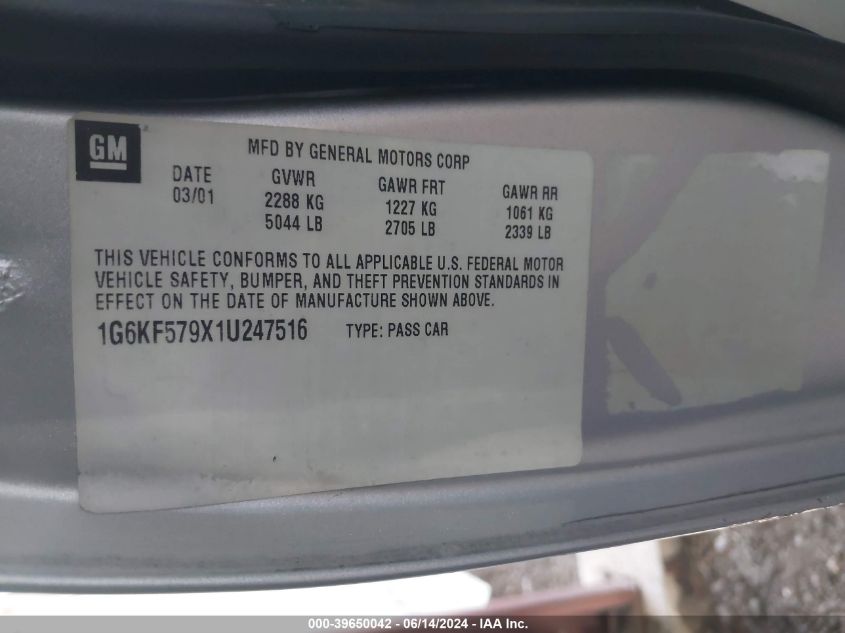 GM
MFD BY GENERAL MOTORS CORP
DATE GVWR GAWR FRT GAWR RR
03/01 2288 KG 1227 KG 1061 KG
5044 LB 2705 LB 2339 LB
THIS VEHICLE CONFORMS TO ALL APPLICABLE U.S. FEDERAL MOTOR
VEHICLE SAFETY, BUMPER, AND THEFT PREVENTION STANDARDS IN
EFFECT ON THE DATE OF MANUFACTURE SHOWN ABOVE.
1G6KF579X1U247516 TYPE: PASS CAR
000-39650042 - 06/14/2024 - IAA Inc.